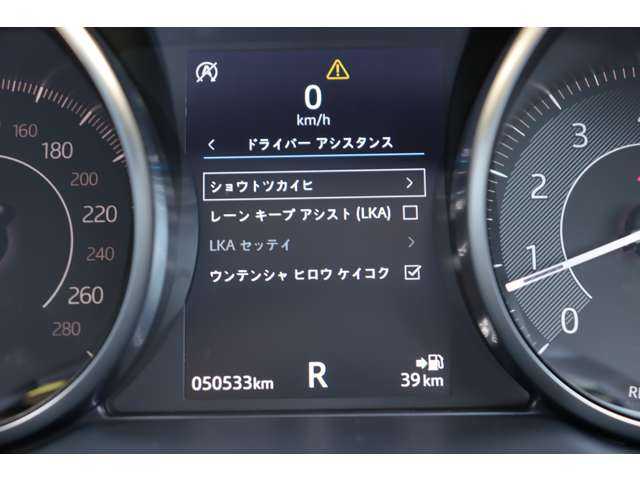 0
km/h
ドライバー アシスタンス
ショウトツカイヒ
レーン キープ アシスト (LKA)
LKA セッテイ
ウンテンシャ ヒロウ ケイコク
050533km
R
39 km
160
180
200
220
240
260
280
3
2
1
0